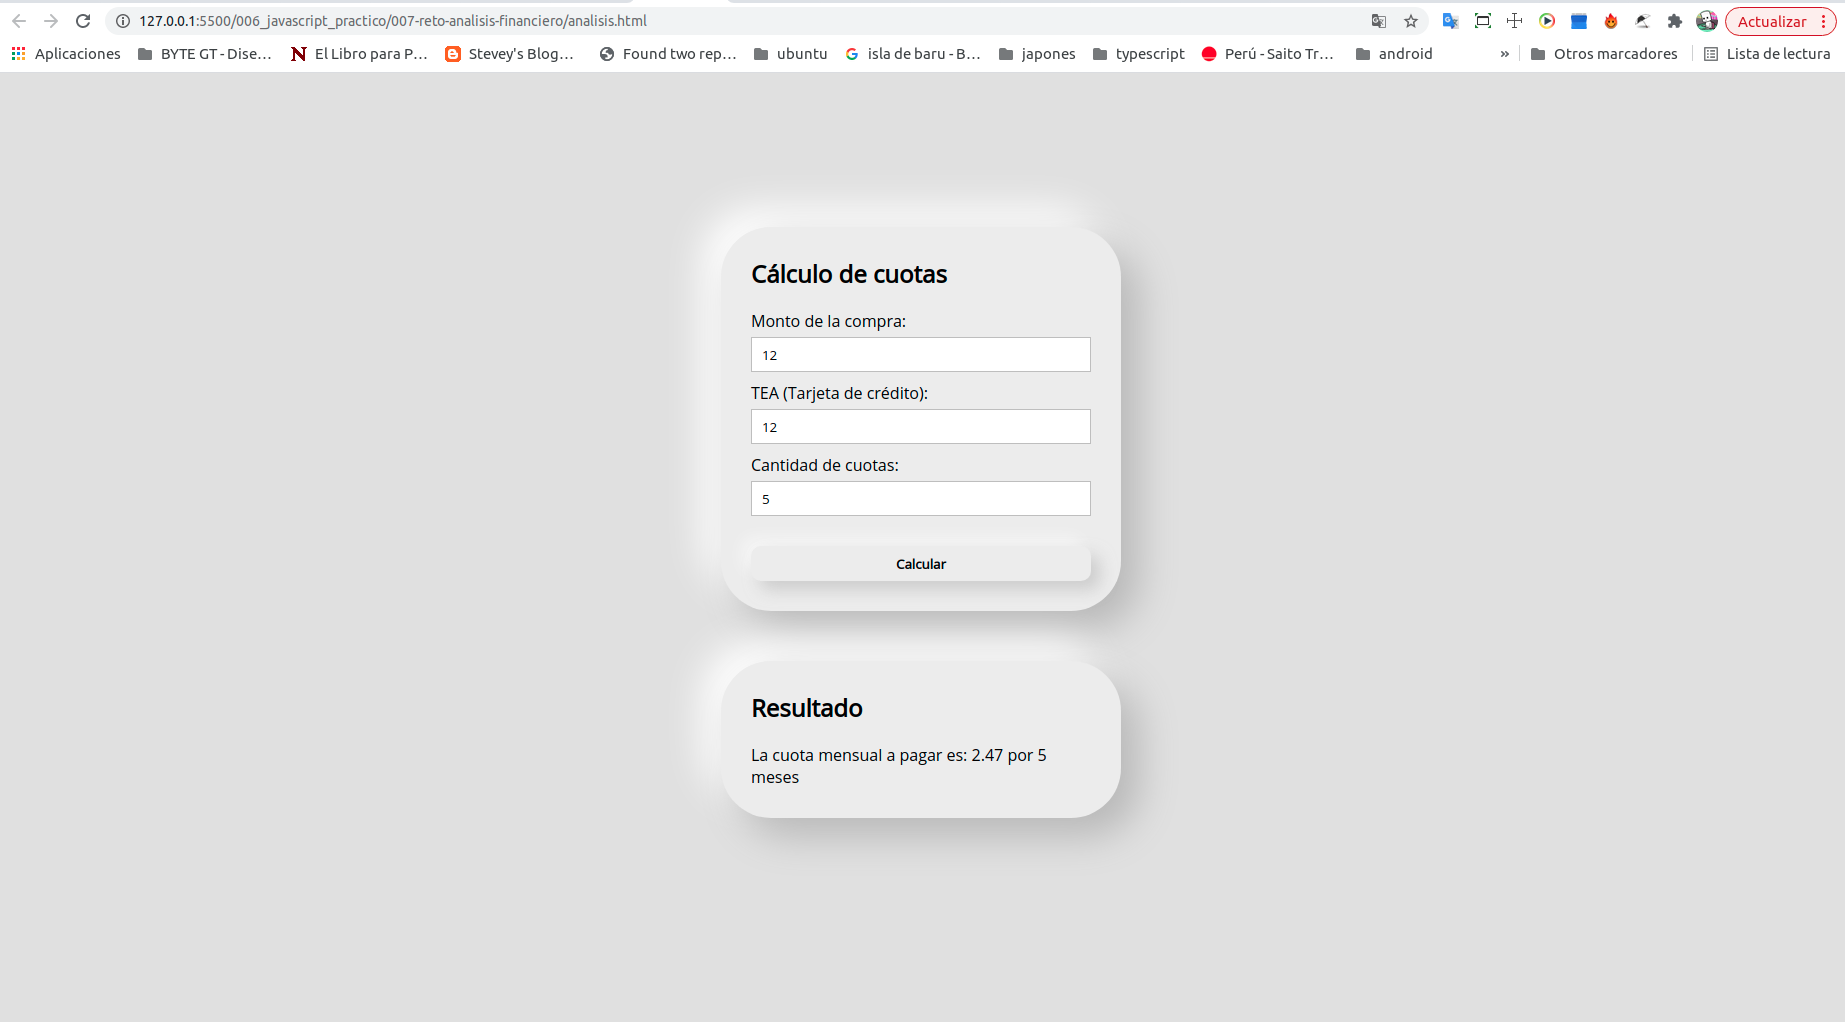 127.0.0.1:5500/006_javascript_practico/007-reto-analisis-financiero/analisis.html
Actualizar
Aplicaciones BYTE GT - Dise... El Libro para P... Stevey's Blog... Found two rep... ubuntu isla de baru - B... japones typescript Perú - Saito Tr... android » Otros marcadores Lista de lectura
Cálculo de cuotas
Monto de la compra:
12
TEA (Tarjeta de crédito):
12
Cantidad de cuotas:
5
Calcular
Resultado
La cuota mensual a pagar es: 2.47 por 5
meses